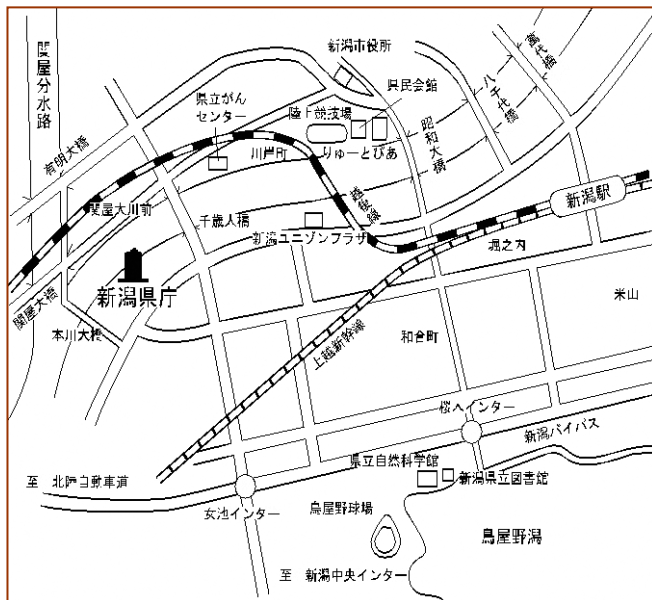 関屋分水路
新潟市役所
萬代橋
八千代橋
県立がん
センター
陸上競技場
県民会館
昭和大橋
有明大橋
川岸町
りゅーとぴあ
越後線
新潟駅
関屋大川前
千歳大橋
新潟ユニゾンプラザ
堀之内
新潟県庁
米山
関屋大橋
本川大橋
上越新幹線
和合町
桜木インター
新潟バイパス
至 北陸自動車道
県立自然科学館
新潟県立図書館
女池インター
鳥屋野球場
鳥屋野潟
至 新潟中央インター